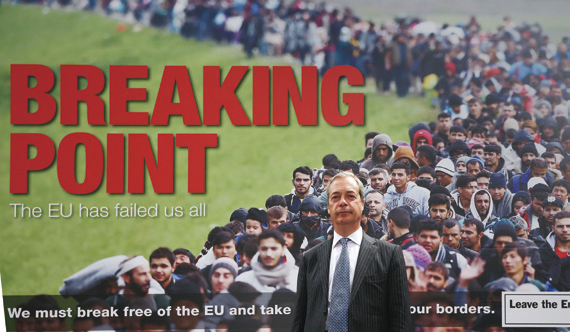 BREAKING
POINT
The EU has failed us all
We must break free of the EU and take
our borders.
Leave the